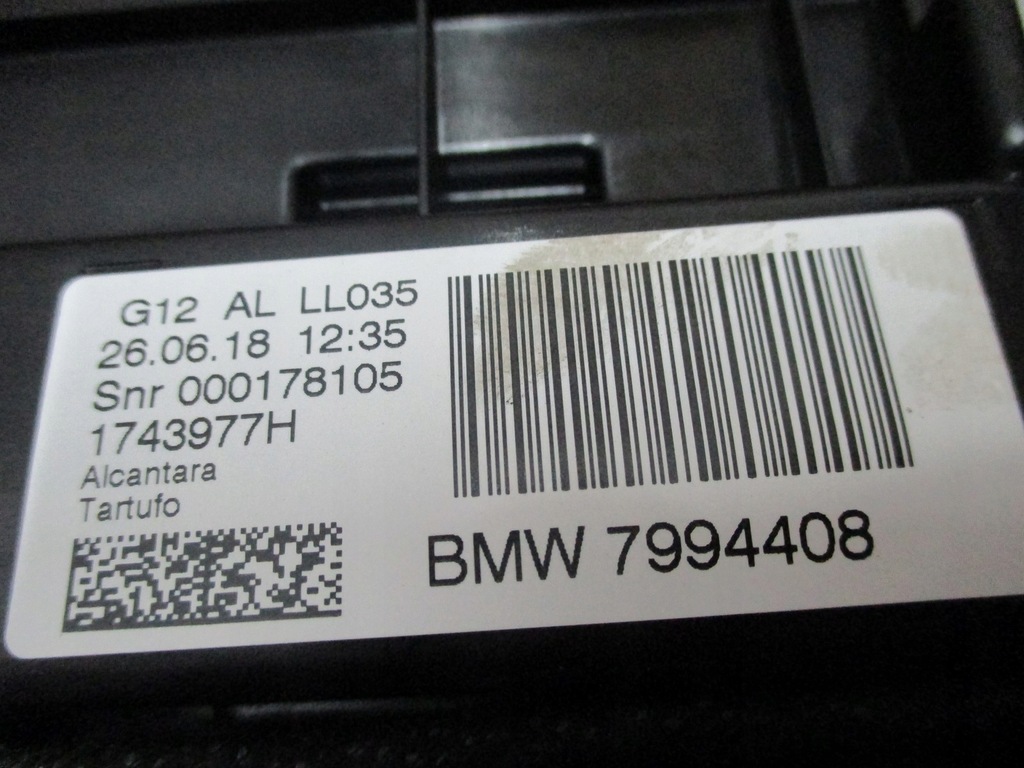 G12 AL LL035
26.06.18 12:35
Snr 000178105
1743977H
Alcantara
Tartufo
BMW 7994408